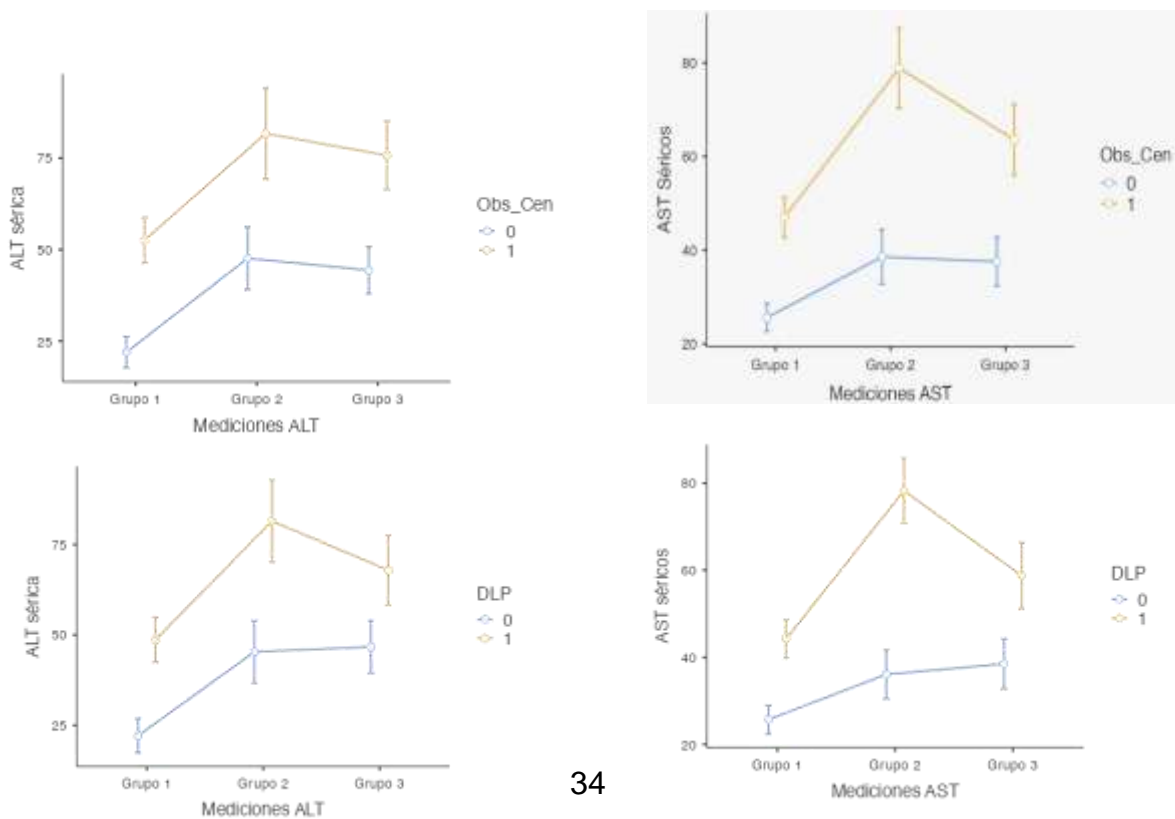 ALT sérica
75
50
25
Grupo 1 Grupo 2 Grupo 3
Mediciones ALT
Obs_Cen
0
1
AST Séricos
80
60
40
20
Grupo 1 Grupo 2 Grupo 3
Mediciones AST
Obs_Cen
0
1
ALT sérica
75
50
25
Grupo 1 Grupo 2 Grupo 3
Mediciones ALT
DLP
0
1
AST séricos
80
60
40
20
Grupo 1 Grupo 2 Grupo 3
Mediciones AST
DLP
0
1
34